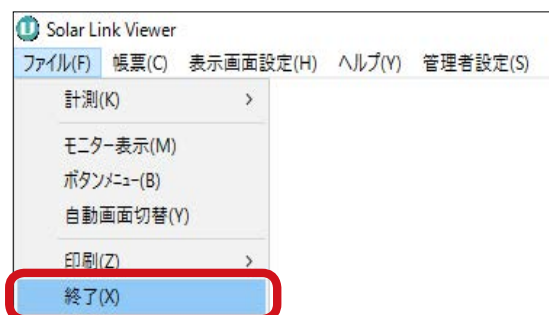 Solar Link Viewer
ファイル(F) 帳票(C) 表示画面設定(H) ヘルプ(Y) 管理者設定(S)
計測(K)
モニター表示(M)
ボタンメニュー(B)
自動画面切替(Y)
印刷(Z)
終了(X)